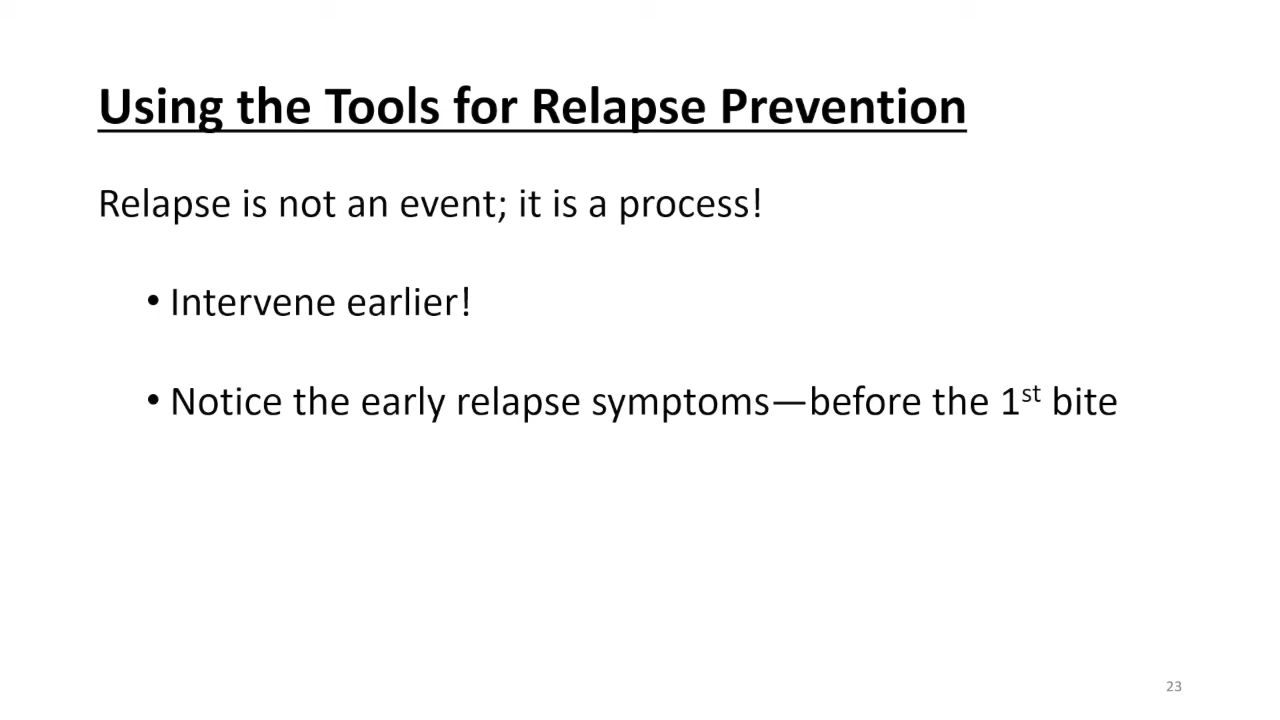 Using the Tools for Relapse Prevention
Relapse is not an event; it is a process!
• Intervene earlier!
• Notice the early relapse symptoms—before the 1st bite
23